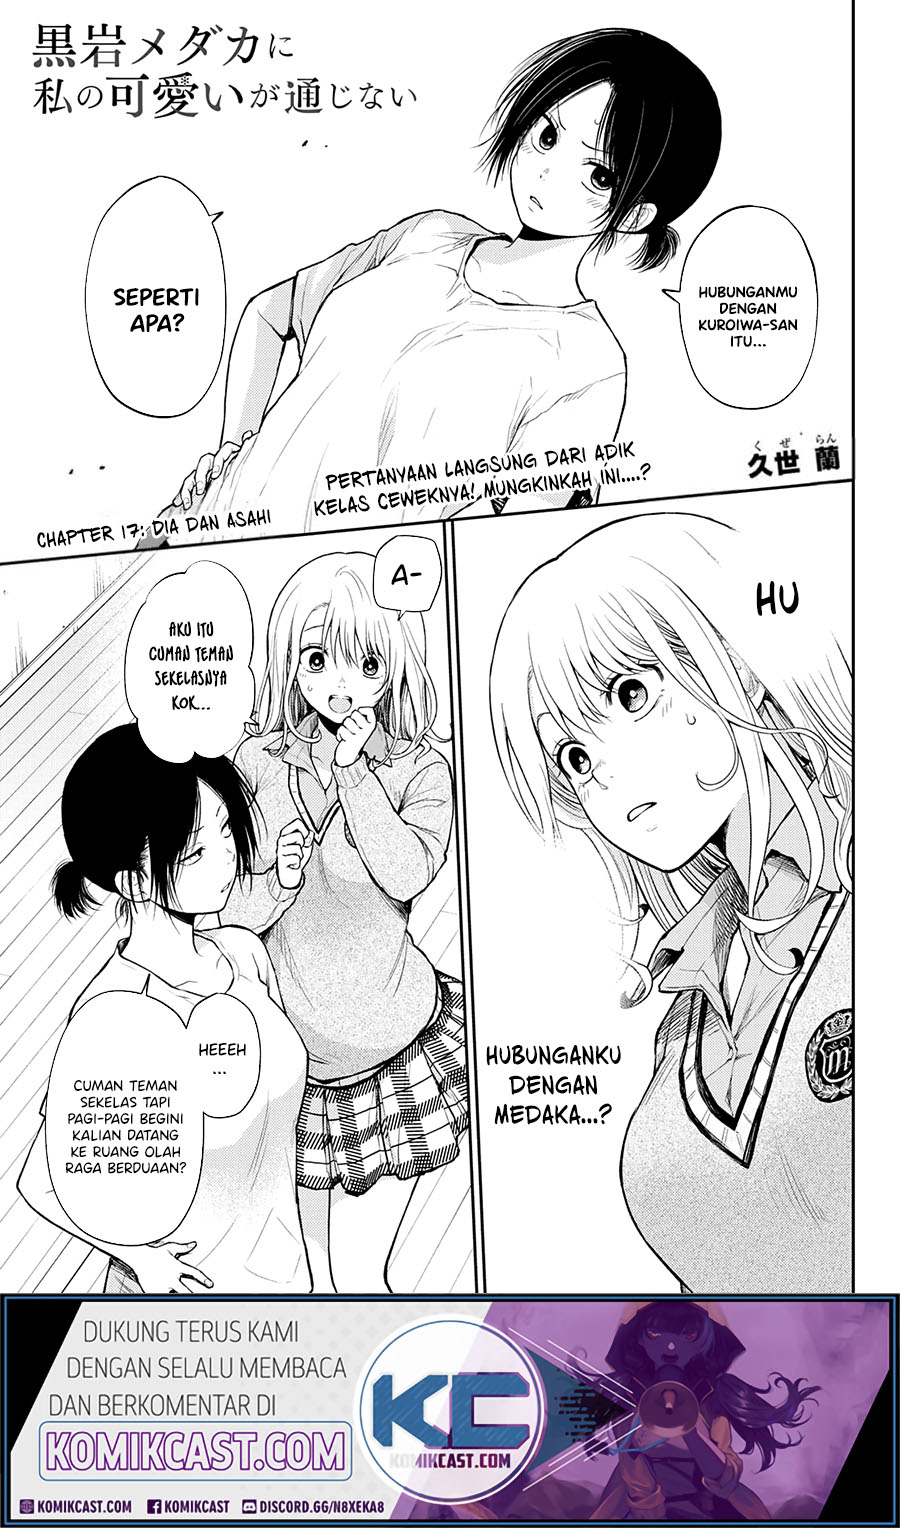 黒岩メダカに
私の可愛いが通じない
HUBUNGANMU
DENGAN
KUROIWA-SAN
ITU...
SEPERTI
APA?
くぜ らん
久世 蘭
PERTANYAAN LANGSUNG DARI ADIK
KELAS CEWEKNYA! MUNGKINKAH INI....?
CHAPTER 17: DIA DAN ASAHI
HU
HUBUNGANKU
DENGAN
MEDAKA...?
A-
AKU ITU
CUMAN TEMAN
SEKELASNYA
KOK...
HEEEH
...
CUMAN TEMAN
SEKELAS TAPI
PAGI-PAGI BEGINI
KALIAN DATANG
KE RUANG OLAH
RAGA BERDUAAN?
m
DUKUNG TERUS KAMI
DENGAN SELALU MEMBACA
DAN BERKOMENTAR DI
KOMIKCAST.COM
KC
KOMIKCAST.COM
KOMIKCAST.COM
KOMIKCAST
DISCORD.GG/N8XEKA8